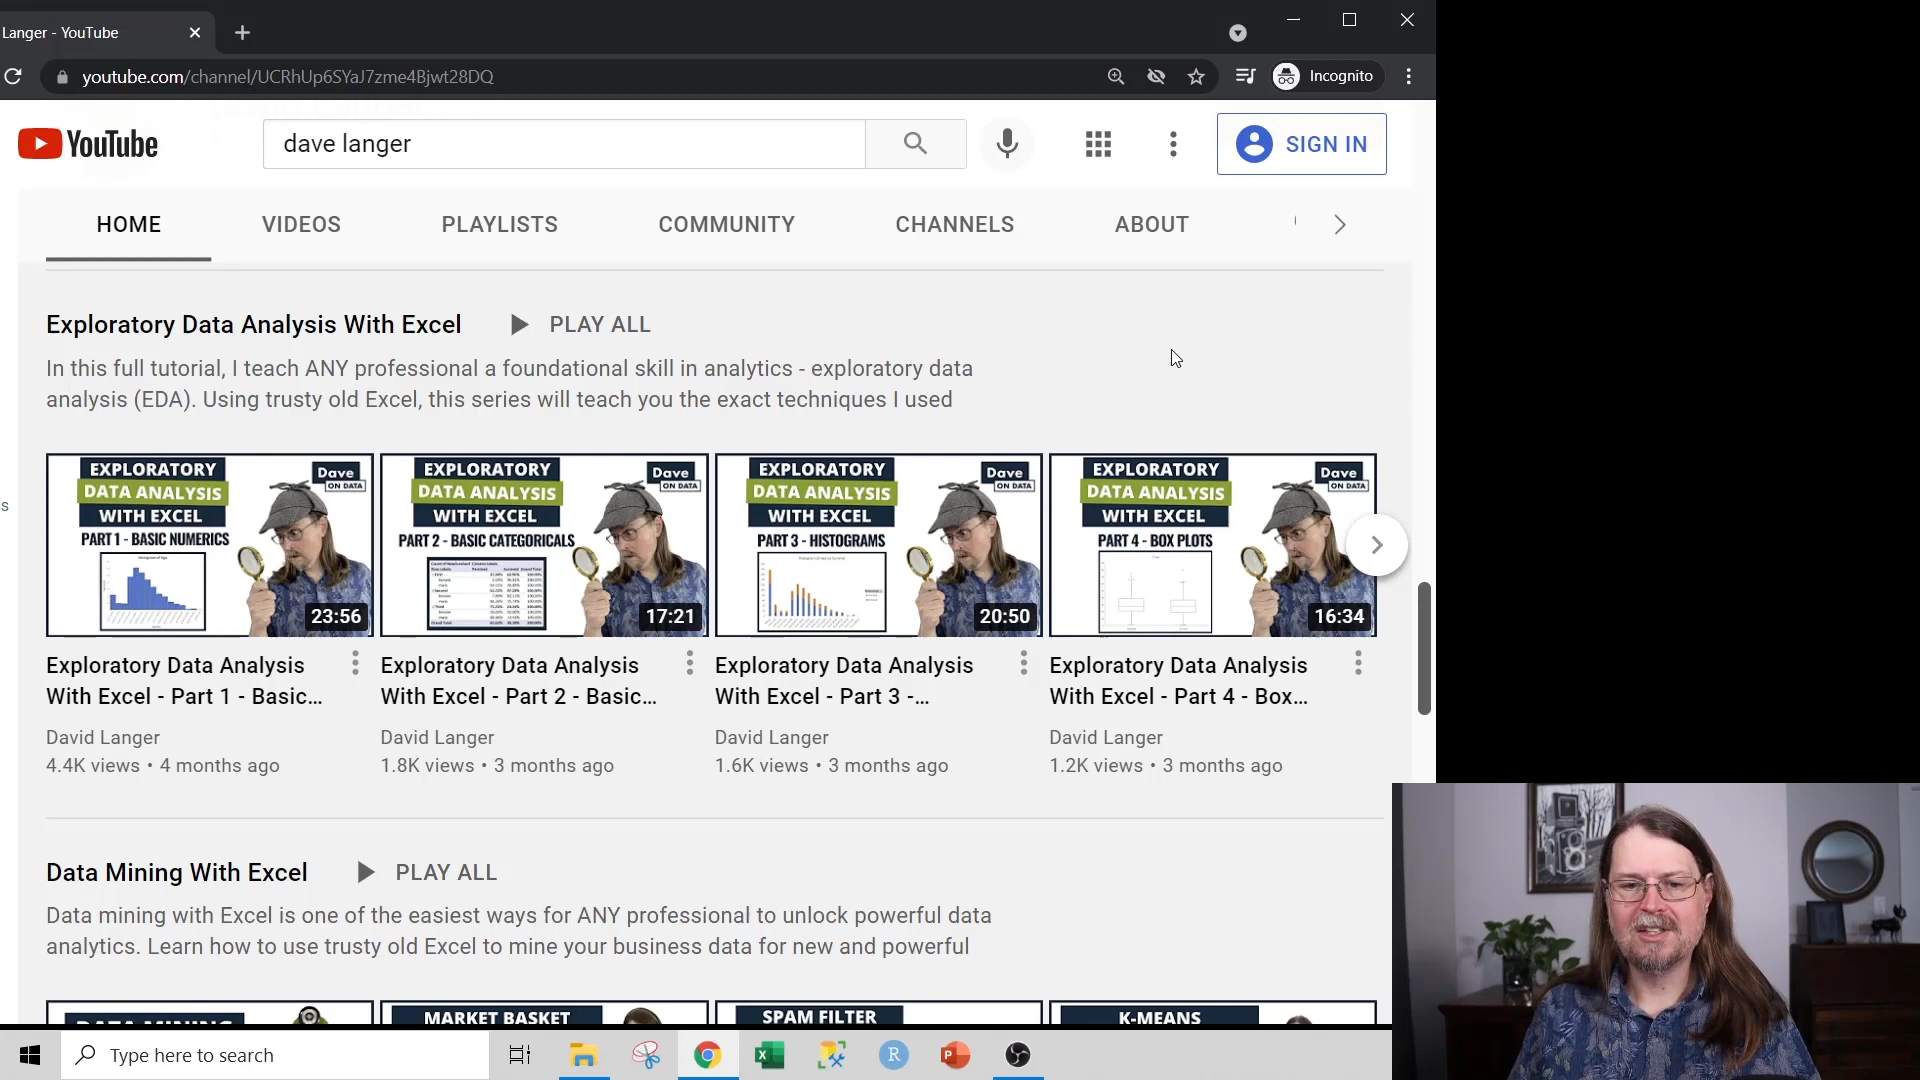 Langer - YouTube
youtube.com/channel/UCRhUp6SYaJ7zme4Bjwt28DQ
Incognito
YouTube
dave langer
SIGN IN
HOME VIDEOS PLAYLISTS COMMUNITY CHANNELS ABOUT
Exploratory Data Analysis With Excel PLAY ALL
In this full tutorial, I teach ANY professional a foundational skill in analytics - exploratory data
analysis (EDA). Using trusty old Excel, this series will teach you the exact techniques I used
s
EXPLORATORY
DATA ANALYSIS
WITH EXCEL
PART 1 - BASIC NUMERICS
Dave
ON DATA
23:56
EXPLORATORY
DATA ANALYSIS
WITH EXCEL
PART 2 - BASIC CATEGORICALS
Dave
ON DATA
17:21
EXPLORATORY
DATA ANALYSIS
WITH EXCEL
PART 3 - HISTOGRAMS
Dave
ON DATA
20:50
EXPLORATORY
DATA ANALYSIS
WITH EXCEL
PART 4 - BOX PLOTS
Dave
ON DATA
16:34
Exploratory Data Analysis
With Excel - Part 1 - Basic...
David Langer
4.4K views • 4 months ago
Exploratory Data Analysis
With Excel - Part 2 - Basic...
David Langer
1.8K views • 3 months ago
Exploratory Data Analysis
With Excel - Part 3 -...
David Langer
1.6K views • 3 months ago
Exploratory Data Analysis
With Excel - Part 4 - Box...
David Langer
1.2K views • 3 months ago
Data Mining With Excel PLAY ALL
Data mining with Excel is one of the easiest ways for ANY professional to unlock powerful data
analytics. Learn how to use trusty old Excel to mine your business data for new and powerful
DATA MINING
MARKET BASKET
SPAM FILTER
K-MEANS
Type here to search